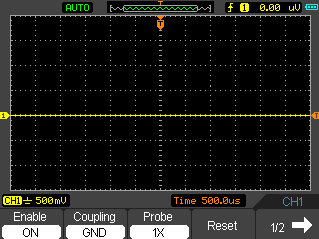 AUTO T 1 0.00 uV
T
1 T
CH1 500mV Time 500.0us CH1
Enable Coupling Probe Reset 1/2
ON GND 1X